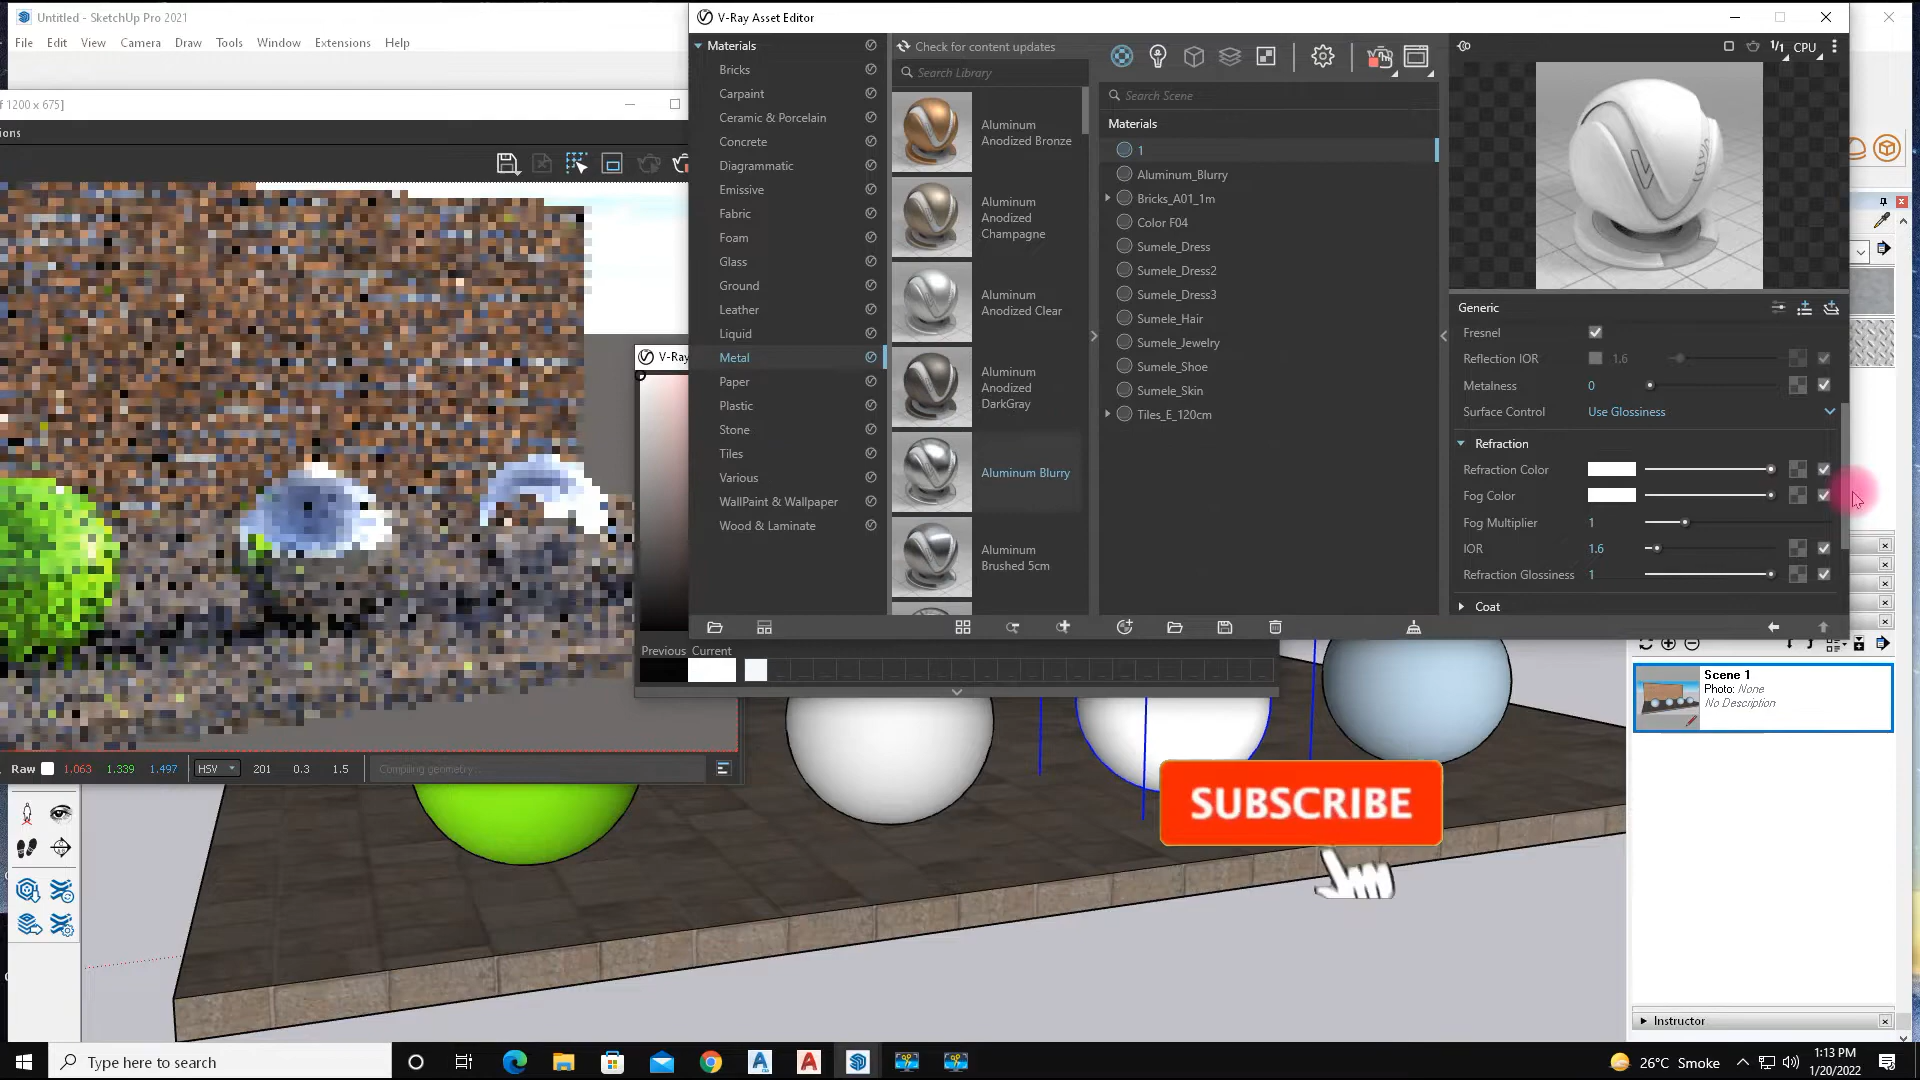 Untitled - SketchUp Pro 2021
File Edit View Camera Draw Tools Window Extensions Help
f 1200 x 675]
ions
V-Ray Asset Editor
Materials
Bricks
Carpaint
Ceramic & Porcelain
Concrete
Diagrammatic
Emissive
Fabric
Foam
Glass
Ground
Leather
Liquid
Metal
Paper
Plastic
Stone
Tiles
Various
WallPaint & Wallpaper
Wood & Laminate
Check for content updates
Search Library
Aluminum
Anodized Bronze
Aluminum
Anodized
Champagne
Aluminum
Anodized Clear
Aluminum
Anodized
DarkGray
Aluminum Blurry
Aluminum
Brushed 5cm
Search Scene
Materials
1
Aluminum_Blurry
Bricks_A01_1m
Color F04
Sumele_Dress
Sumele_Dress2
Sumele_Dress3
Sumele_Hair
Sumele_Jewelry
Sumele_Shoe
Sumele_Skin
Tiles_E_120cm
1/1 CPU
Generic
Fresnel
Reflection IOR 1.6
Metalness 0
Surface Control Use Glossiness
Refraction
Refraction Color
Fog Color
Fog Multiplier 1
IOR 1.6
Refraction Glossiness 1
Coat
V-Ray
Previous Current
Raw 1.063 1.339 1.497 HSV 201 0.3 1.5 Compiling geometry...
SUBSCRIBE
Scene 1
Photo: None
No Description
Instructor
Type here to search
26°C Smoke
1:13 PM
1/20/2022